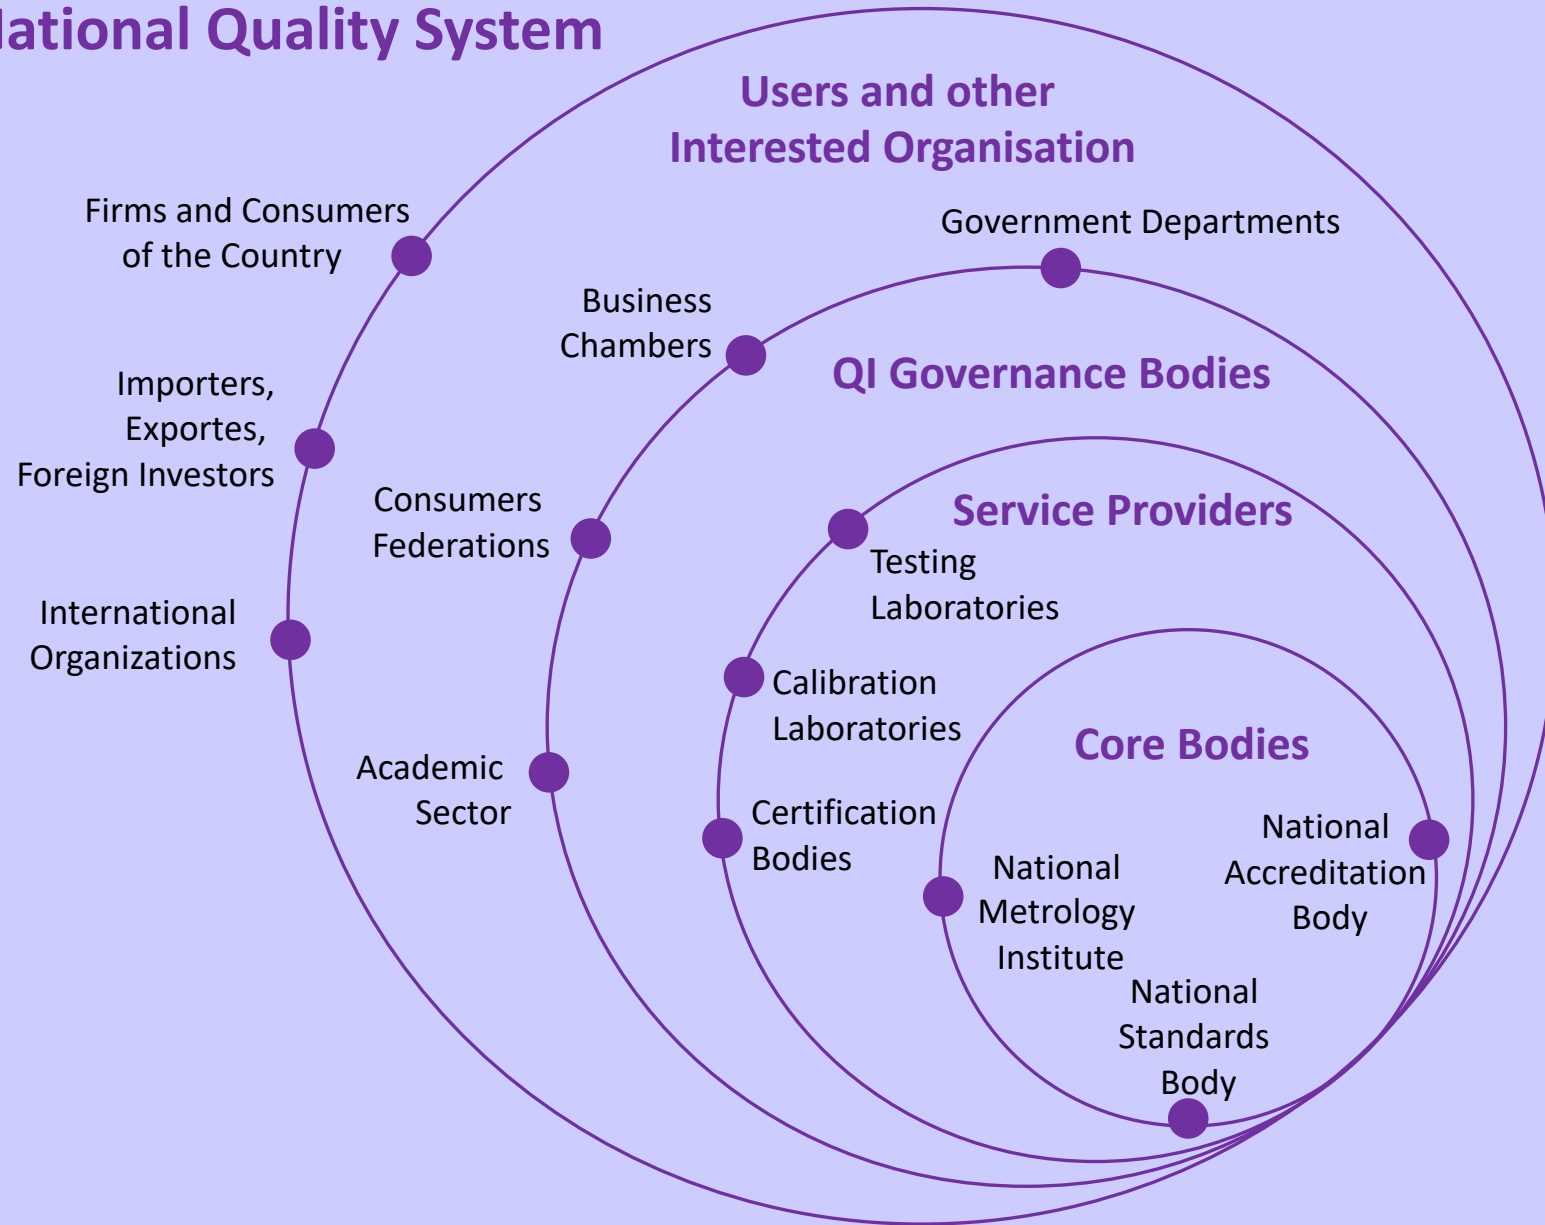 National Quality System
Users and other
Interested Organisation
Firms and Consumers
of the Country
Government Departments
Business
Chambers
QI Governance Bodies
Importers,
Exportes,
Foreign Investors
Consumers
Federations
Service Providers
Testing
Laboratories
International
Organizations
Calibration
Laboratories
Core Bodies
Academic
Sector
Certification
Bodies
National
Accreditation
Body
National
Metrology
Institute
National
Standards
Body